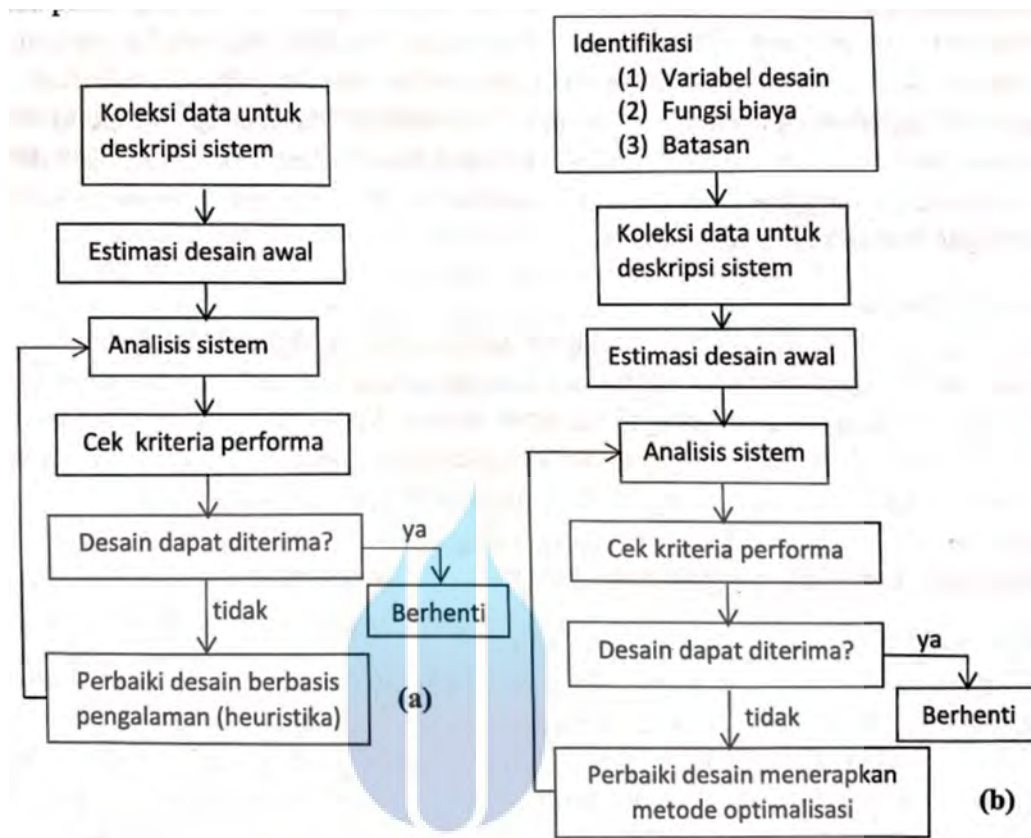 Koleksi data untuk
deskripsi sistem
Estimasi desain awal
Analisis sistem
Cek kriteria performa
Desain dapat diterima?
ya
Berhenti
tidak
Perbaiki desain berbasis
pengalaman (heuristika)
(a)
Identifikasi
(1) Variabel desain
(2) Fungsi biaya
(3) Batasan
Koleksi data untuk
deskripsi sistem
Estimasi desain awal
Analisis sistem
Cek kriteria performa
Desain dapat diterima?
ya
Berhenti
tidak
Perbaiki desain menerapkan
metode optimalisasi
(b)